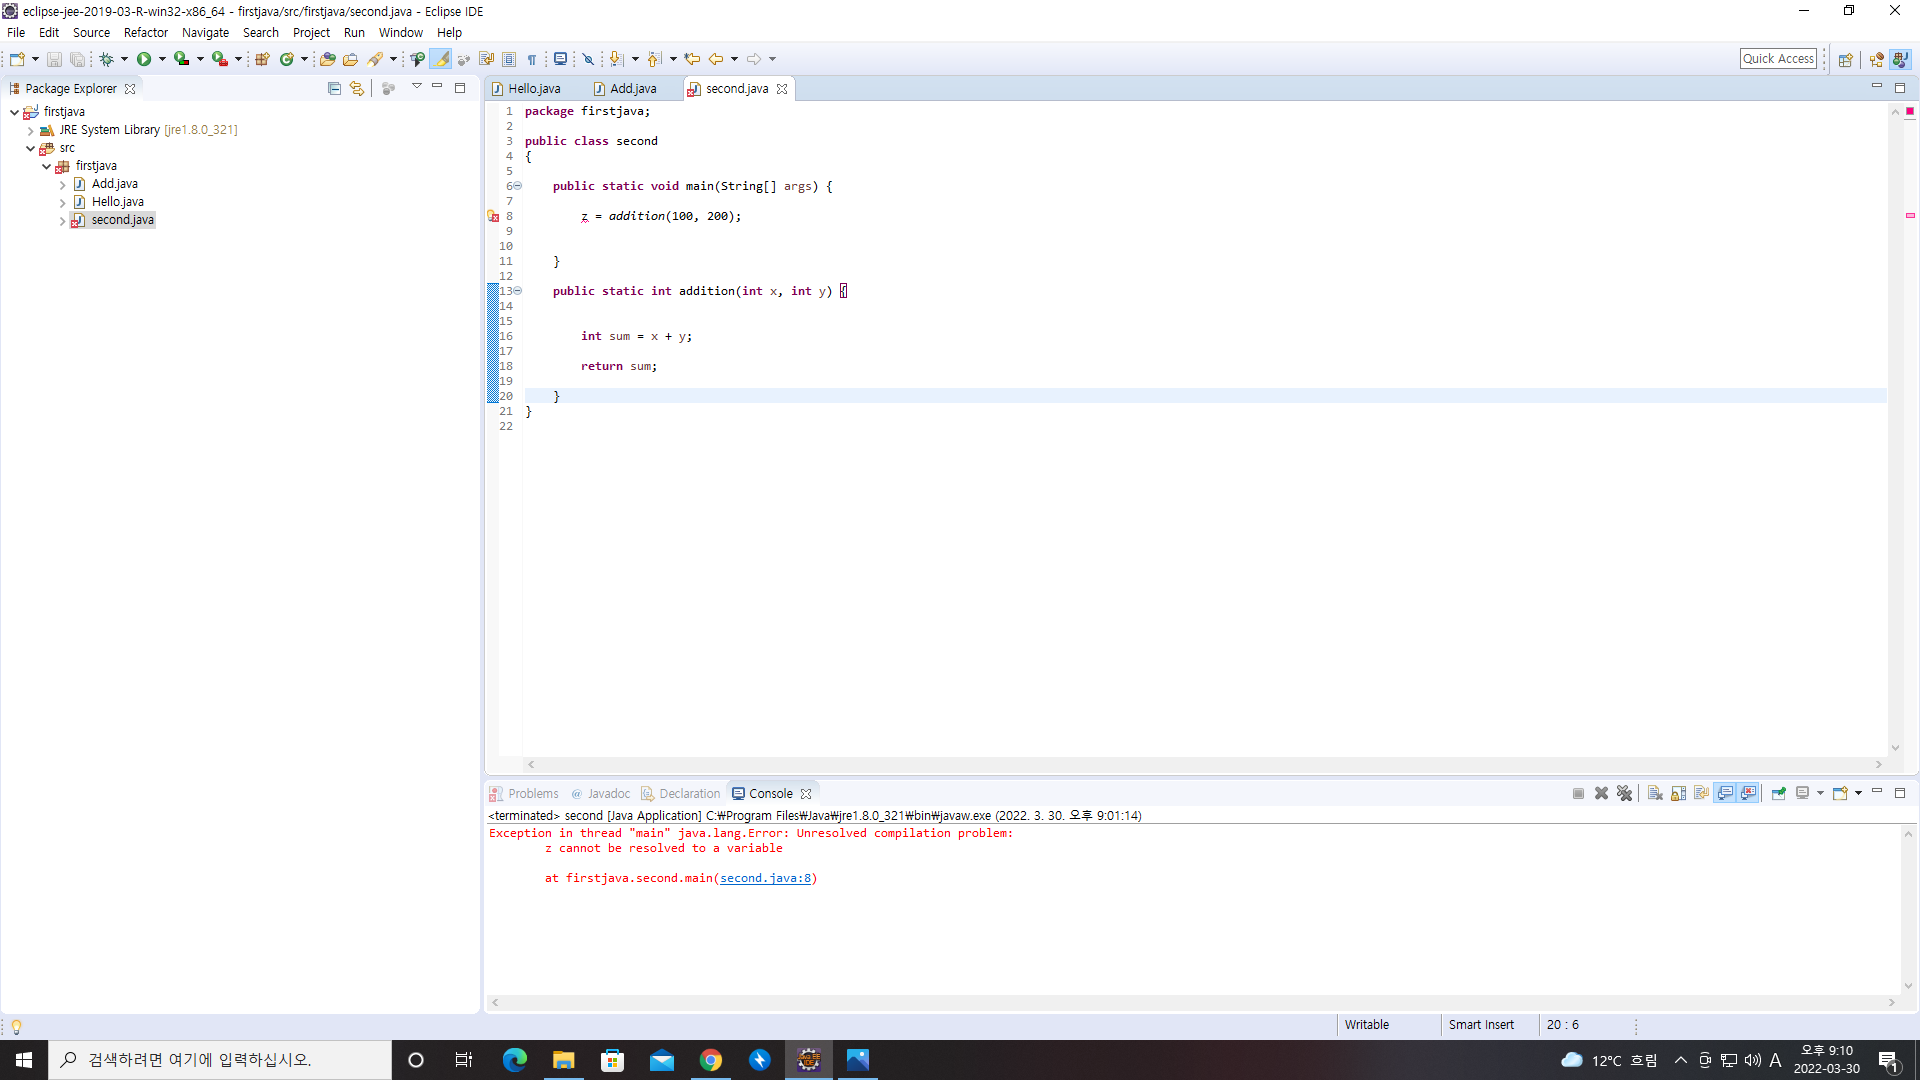 eclipse-jee-2019-03-R-win32-x86_64 - firstjava/src/firstjava/second.java - Eclipse IDE
File Edit Source Refactor Navigate Search Project Run Window Help
Quick Access
Package Explorer
firstjava
JRE System Library [jre1.8.0_321]
src
firstjava
Add.java
Hello.java
second.java
Hello.java Add.java second.java
1 package firstjava;
2
3 public class second
4 {
5
6 public static void main(String[] args) {
7
8 z = addition(100, 200);
9
10
11 }
12
13 public static int addition(int x, int y) {
14
15
16 int sum = x + y;
17
18 return sum;
19
20 }
21 }
22
Problems @ Javadoc Declaration Console
<terminated> second [Java Application] C:₩Program Files₩Java₩jre1.8.0_321₩bin₩javaw.exe (2022. 3. 30. 오후 9:01:14)
Exception in thread "main" java.lang.Error: Unresolved compilation problem:
z cannot be resolved to a variable
at firstjava.second.main(second.java:8)
Writable Smart Insert 20 : 6
검색하려면 여기에 입력하십시오.
12°C 흐림 A 오후 9:10
2022-03-30
1